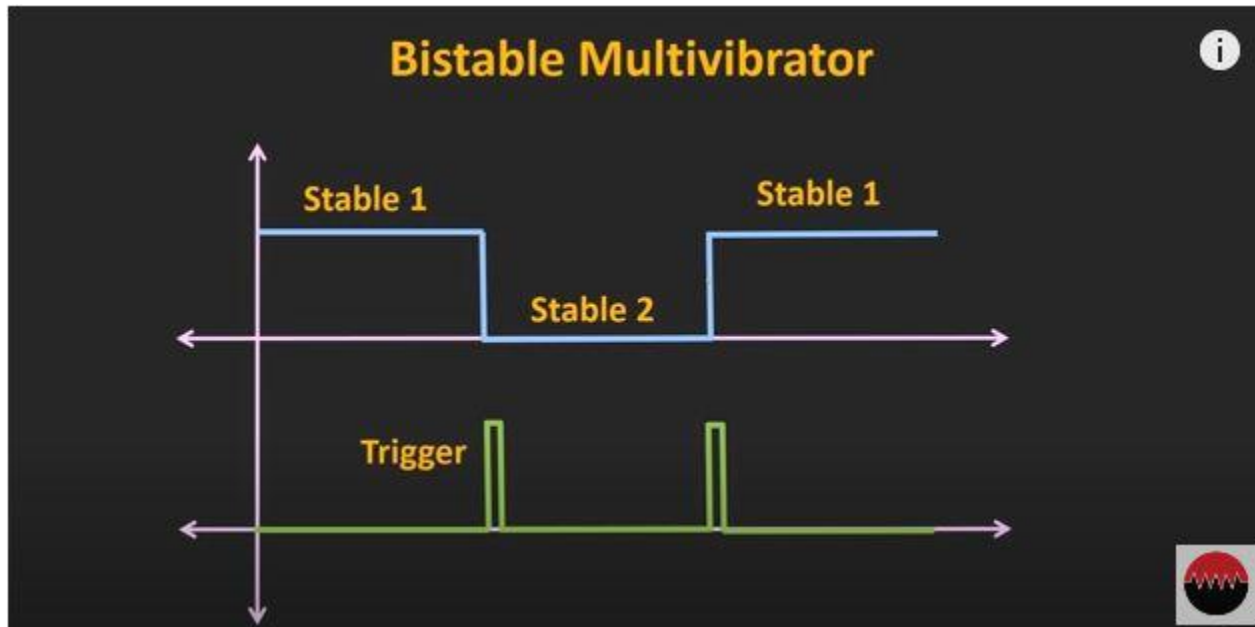 Bistable Multivibrator
i
Stable 1
Stable 1
Stable 2
Trigger